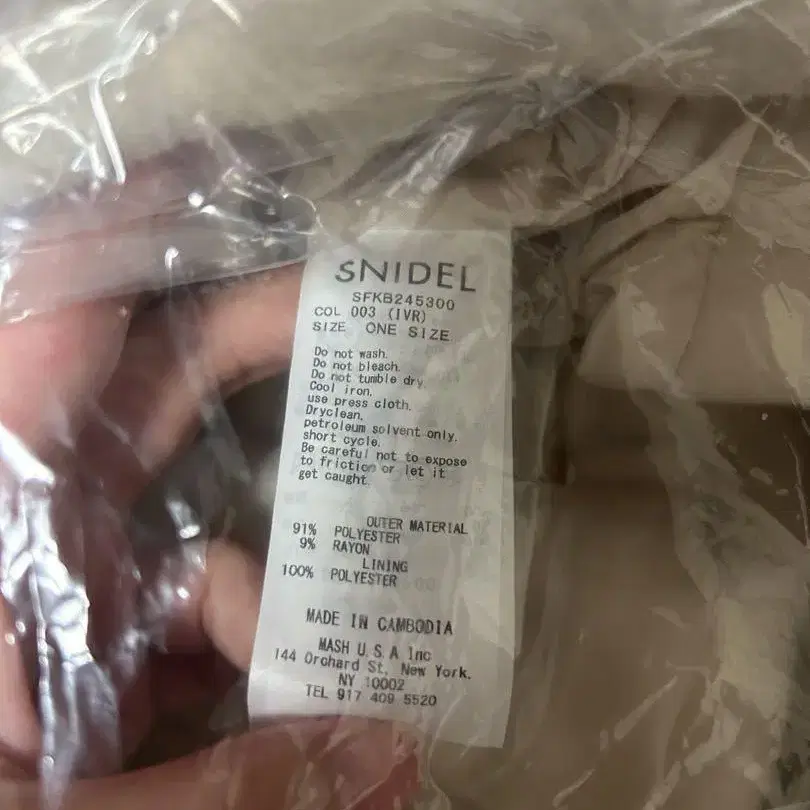 SNIDEL
SFKB245300
COL 003 (IVR)
SIZE ONE SIZE
Do not wash.
Do not bleach.
Do not tumble dry.
Cool iron.
use press cloth.
Dryclean.
petroleum solvent only.
short cycle.
Be careful not to expose
to friction or let it
get caught.
OUTER MATERIAL
91% POLYESTER
9% RAYON
LINING
100% POLYESTER
MADE IN CAMBODIA
MASH U.S.A Inc
144 Orchard St, New York.
NY 10002
TEL 917 409 5520